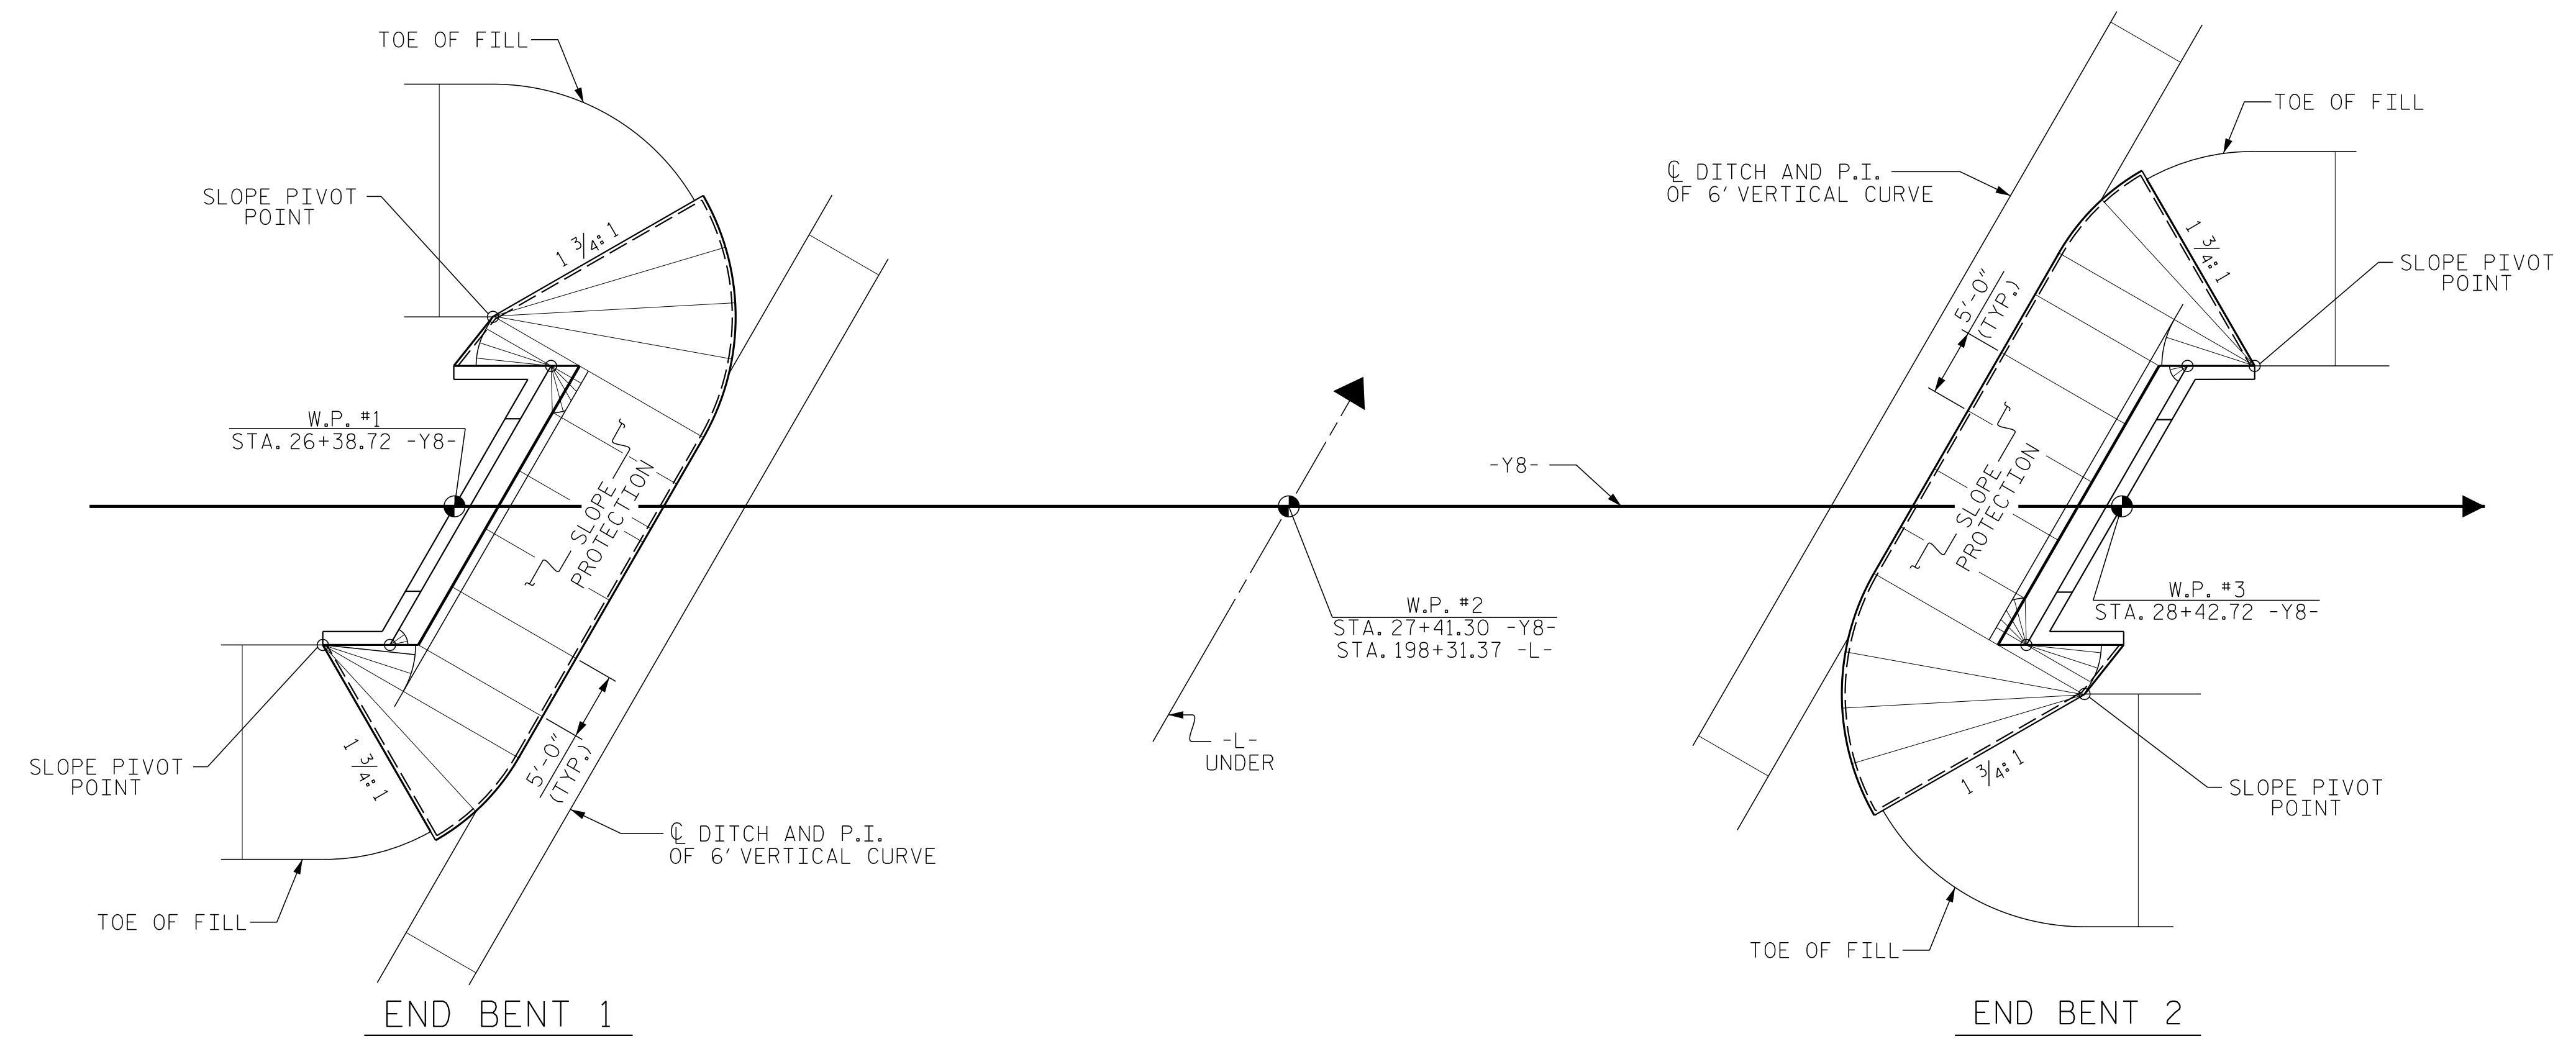 TOE OF FILL
SLOPE PIVOT
POINT
1 3/4:1
W.P. #1
STA. 26+38.72 -Y8-
SLOPE
PROTECTION
SLOPE PIVOT
POINT
1 3/4:1
5'-0"
(TYP.)
℄ DITCH AND P.I.
OF 6' VERTICAL CURVE
TOE OF FILL
END BENT 1
-Y8-
W.P. #2
STA. 27+41.30 -Y8-
STA. 198+31.37 -L-
-L-
UNDER
TOE OF FILL
℄ DITCH AND P.I.
OF 6' VERTICAL CURVE
1 3/4:1
SLOPE PIVOT
POINT
5'-0"
(TYP.)
SLOPE
PROTECTION
W.P. #3
STA. 28+42.72 -Y8-
1 3/4:1
SLOPE PIVOT
POINT
TOE OF FILL
END BENT 2